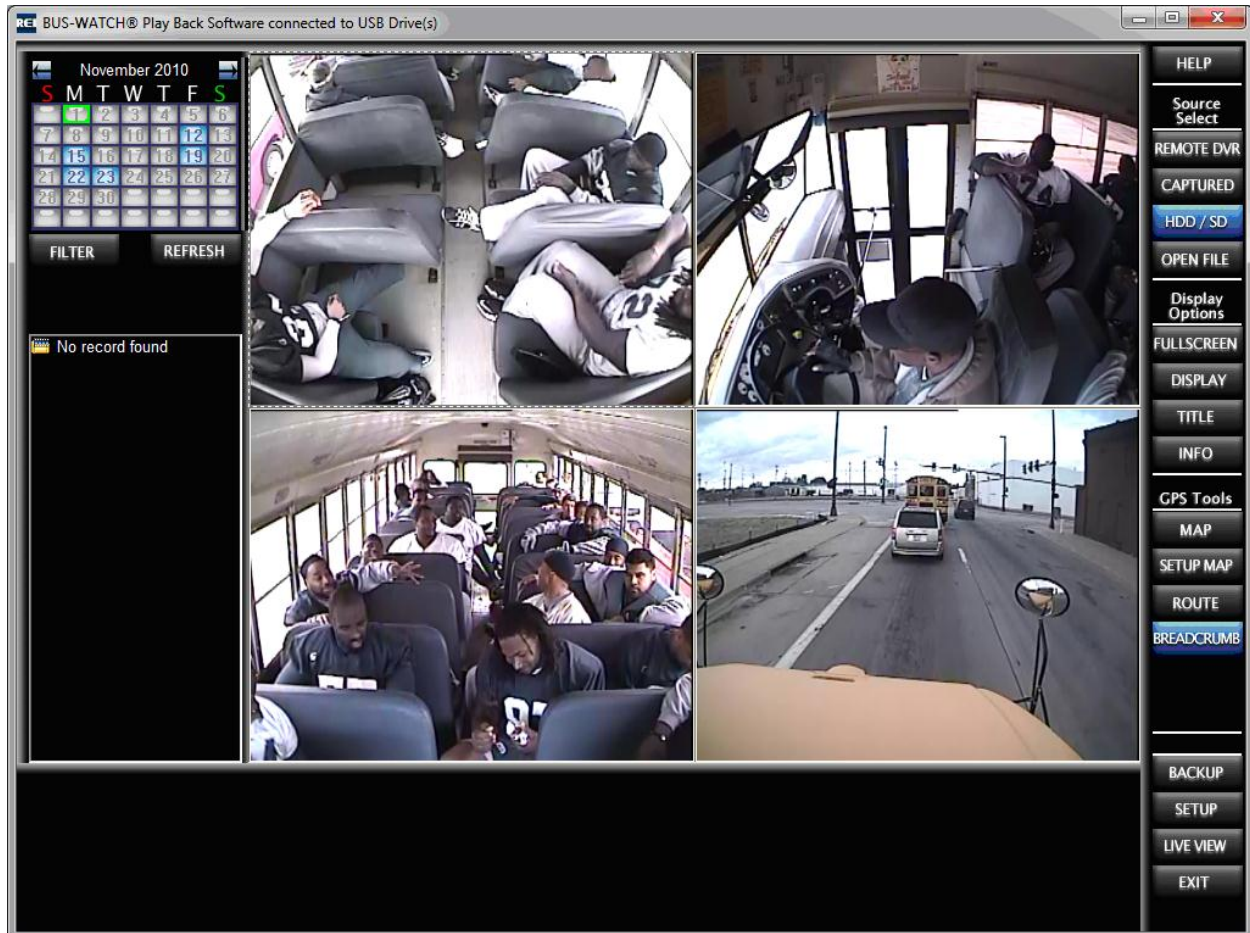 REI BUS-WATCH® Play Back Software connected to USB Drive(s)
November 2010
S M T W T F S
1 2 3 4 5 6
7 8 9 10 11 12 13
14 15 16 17 18 19 20
21 22 23 24 25 26 27
28 29 30
FILTER REFRESH
No record found
HELP
Source
Select
REMOTE DVR
CAPTURED
HDD / SD
OPEN FILE
Display
Options
FULLSCREEN
DISPLAY
TITLE
INFO
GPS Tools
MAP
SETUP MAP
ROUTE
BREADCRUMB
BACKUP
SETUP
LIVE VIEW
EXIT